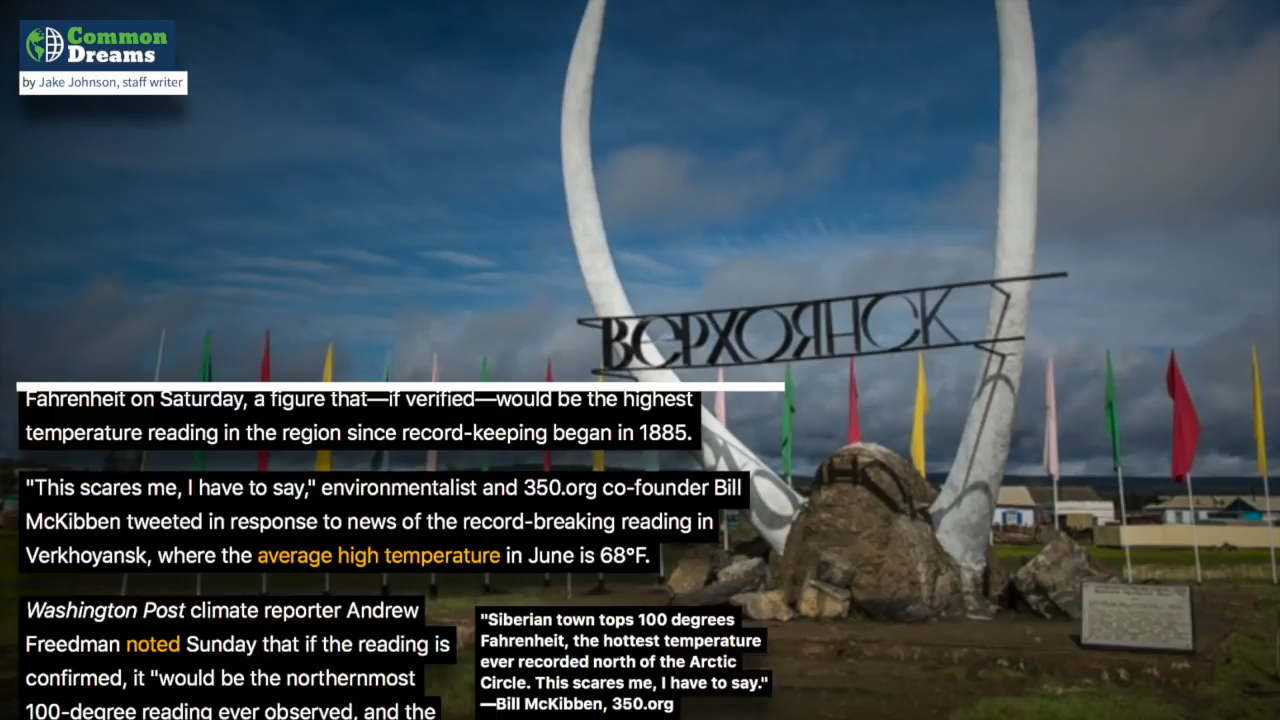 Common
Dreams
by Jake Johnson, staff writer
ВЕРХОЯНСК
Fahrenheit on Saturday, a figure that—if verified—would be the highest
temperature reading in the region since record-keeping began in 1885.
"This scares me, I have to say," environmentalist and 350.org co-founder Bill
McKibben tweeted in response to news of the record-breaking reading in
Verkhoyansk, where the average high temperature in June is 68°F.
Washington Post climate reporter Andrew
Freedman noted Sunday that if the reading is
confirmed, it "would be the northernmost
100-degree reading ever observed, and the
"Siberian town tops 100 degrees
Fahrenheit, the hottest temperature
ever recorded north of the Arctic
Circle. This scares me, I have to say."
—Bill McKibben, 350.org